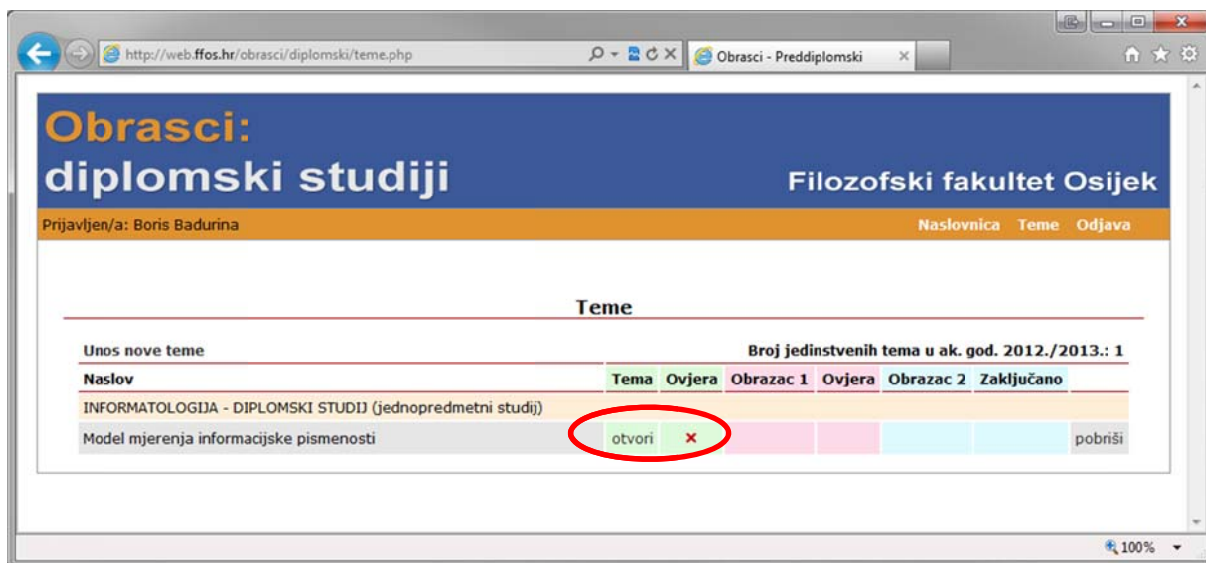 http://web.ffos.hr/obrasci/diplomski/teme.php
Obrasci - Preddiplomski
Obrasci:
diplomski studiji
Filozofski fakultet Osijek
Prijavljen/a: Boris Badurina
Naslovnica Teme Odjava
Teme
Unos nove teme Broj jedinstvenih tema u ak. god. 2012./2013.: 1
Naslov Tema Ovjera Obrazac 1 Ovjera Obrazac 2 Zaključano
INFORMATOLOGIJA - DIPLOMSKI STUDIJ (jednopredmetni studij)
Model mjerenja informacijske pismenosti otvori pobriši
100%